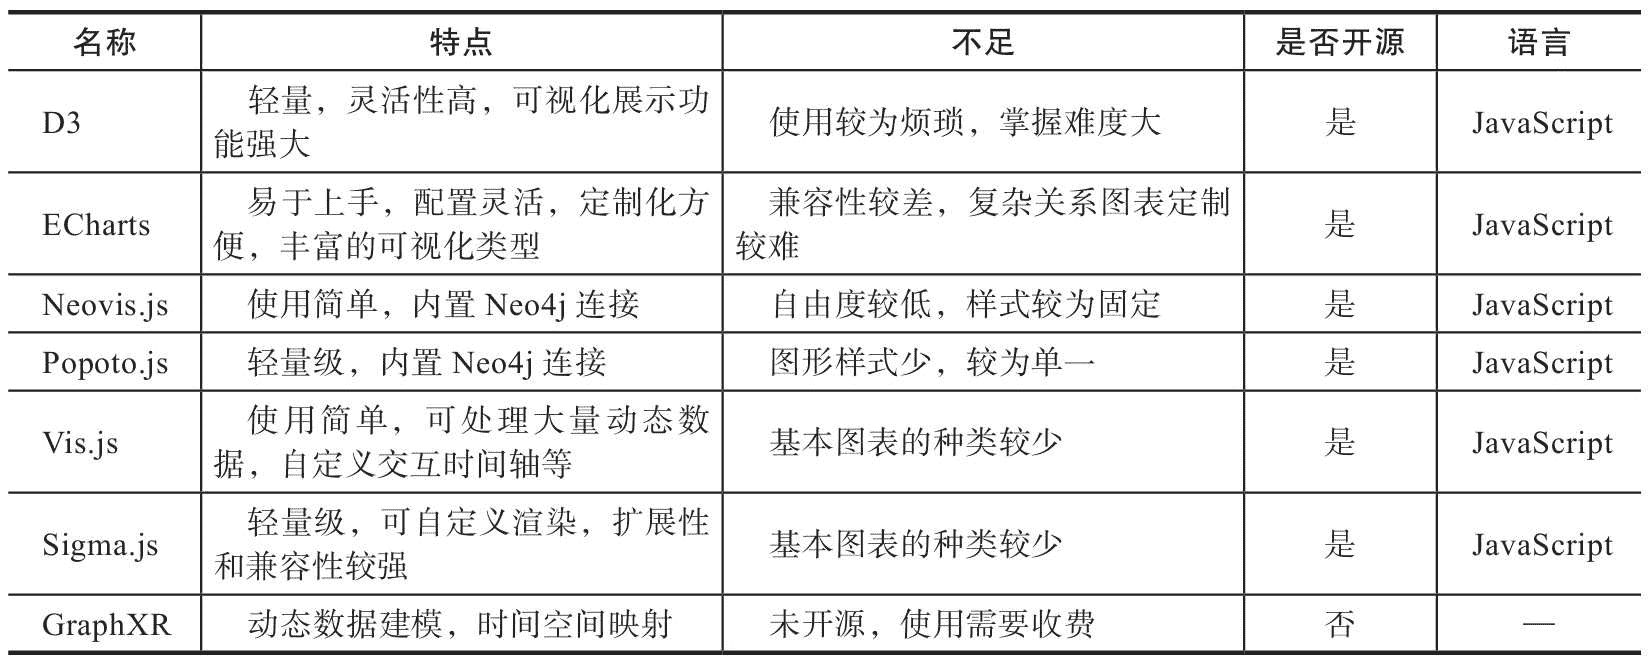 名称 特点 不足 是否开源 语言
D3 轻量，灵活性高，可视化展示功
能强大 使用较为烦琐，掌握难度大 是 JavaScript
ECharts 易于上手，配置灵活，定制化方
便，丰富的可视化类型 兼容性较差，复杂关系图表定制
较难 是 JavaScript
Neovis.js 使用简单，内置 Neo4j 连接 自由度较低，样式较为固定 是 JavaScript
Popoto.js 轻量级，内置 Neo4j 连接 图形样式少，较为单一 是 JavaScript
Vis.js 使用简单，可处理大量动态数
据，自定义交互时间轴等 基本图表的种类较少 是 JavaScript
Sigma.js 轻量级，可自定义渲染，扩展性
和兼容性较强 基本图表的种类较少 是 JavaScript
GraphXR 动态数据建模，时间空间映射 未开源，使用需要收费 否 —